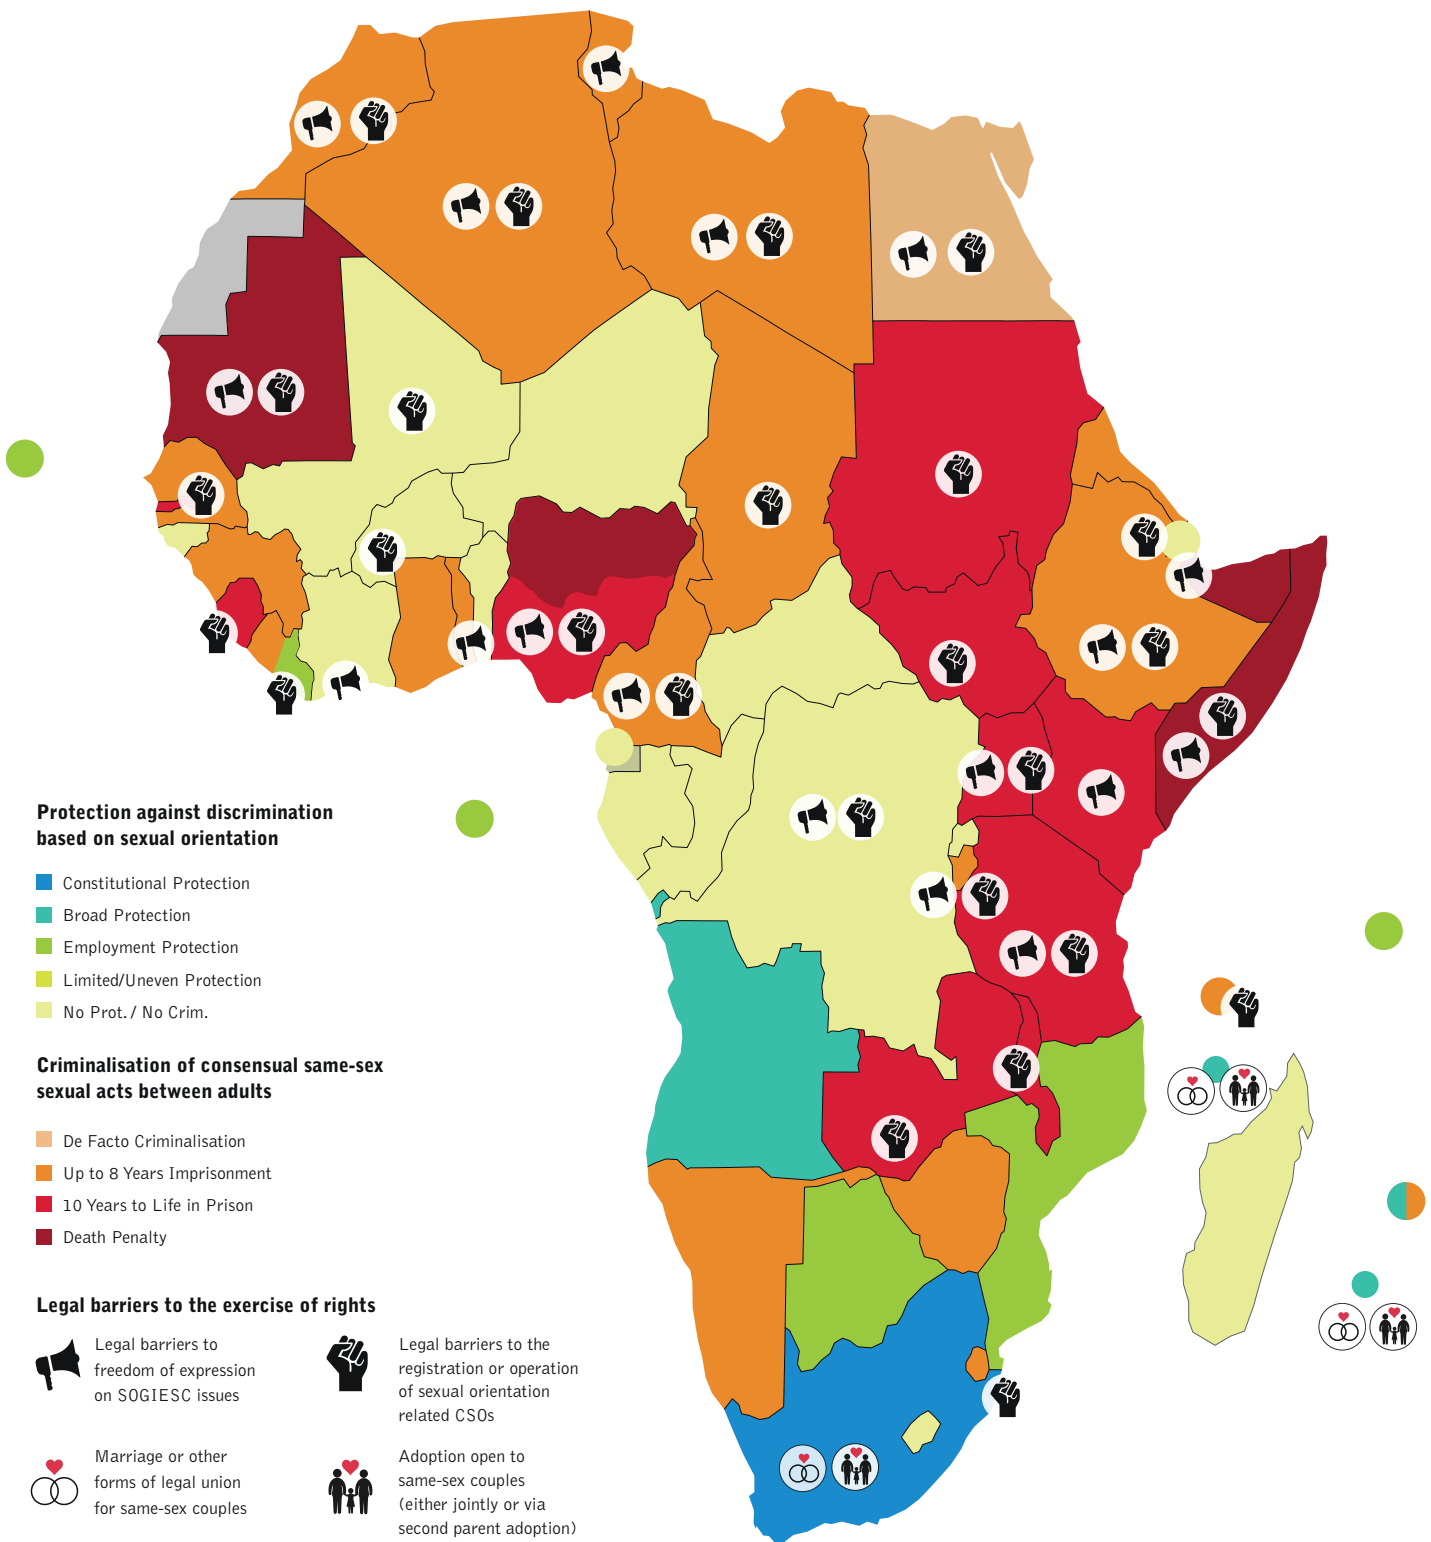 Protection against discrimination
based on sexual orientation
Constitutional Protection
Broad Protection
Employment Protection
Limited/Uneven Protection
No Prot. / No Crim.
Criminalisation of consensual same-sex
sexual acts between adults
De Facto Criminalisation
Up to 8 Years Imprisonment
10 Years to Life in Prison
Death Penalty
Legal barriers to the exercise of rights
Legal barriers to
freedom of expression
on SOGIESC issues
Legal barriers to the
registration or operation
of sexual orientation
related CSOs
Marriage or other
forms of legal union
for same-sex couples
Adoption open to
same-sex couples
(either jointly or via
second parent adoption)